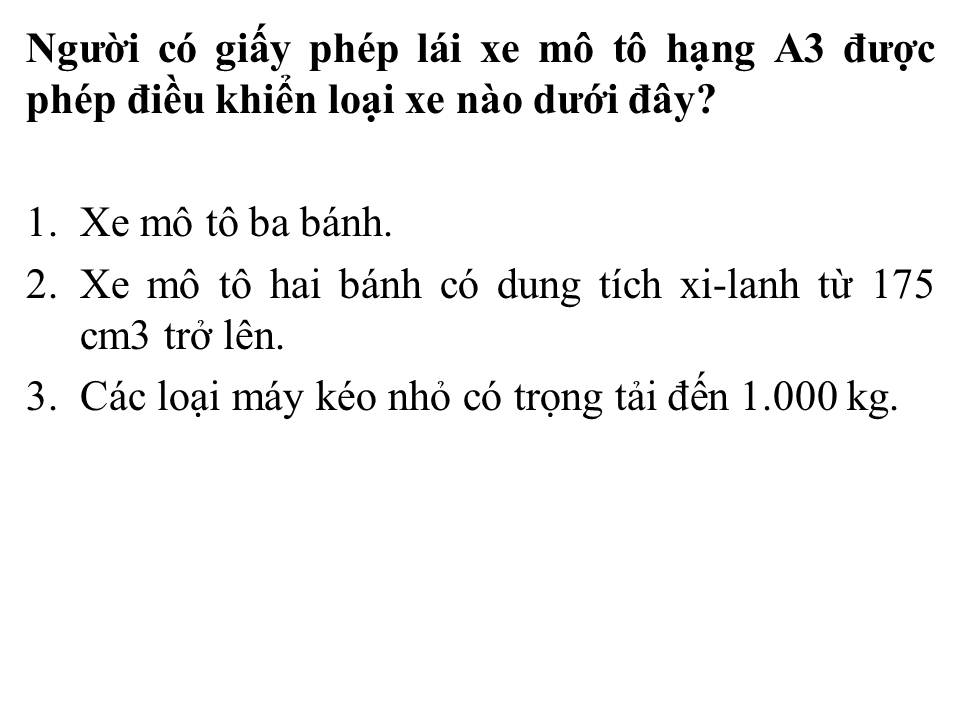 Người có giấy phép lái xe mô tô hạng A3 được
phép điều khiển loại xe nào dưới đây?
1. Xe mô tô ba bánh.
2. Xe mô tô hai bánh có dung tích xi-lanh từ 175
cm3 trở lên.
3. Các loại máy kéo nhỏ có trọng tải đến 1.000 kg.